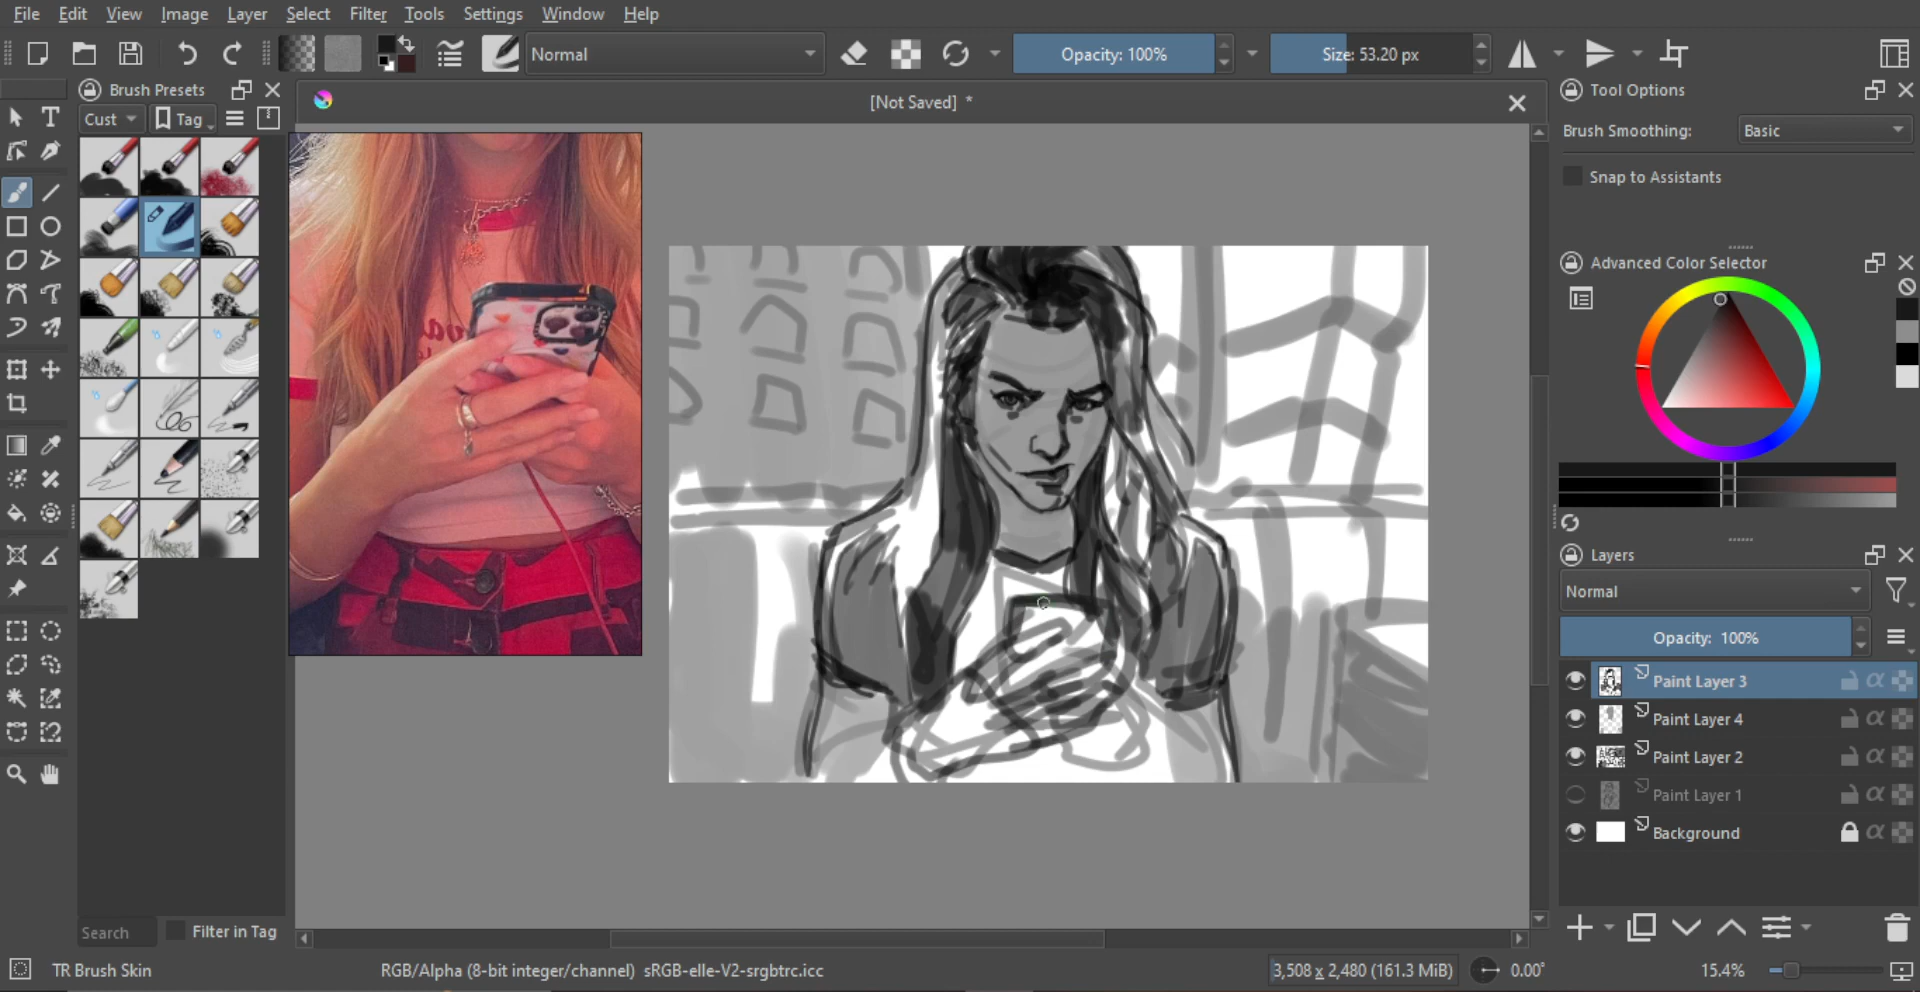 File Edit View Image Layer Select Filter Tools Settings Window Help
Normal
Opacity: 100%
Size: 53.20 px
Brush Presets
Cust
Tag
[Not Saved] *
Tool Options
Brush Smoothing:
Basic
Snap to Assistants
Advanced Color Selector
Layers
Normal
Opacity: 100%
Paint Layer 3
Paint Layer 4
Paint Layer 2
Paint Layer 1
Background
Search
Filter in Tag
TR Brush Skin
RGB/Alpha (8-bit integer/channel) sRGB-elle-V2-srgbtrc.icc
3,508 x 2,480 (161.3 MiB)
0.00°
15.4%